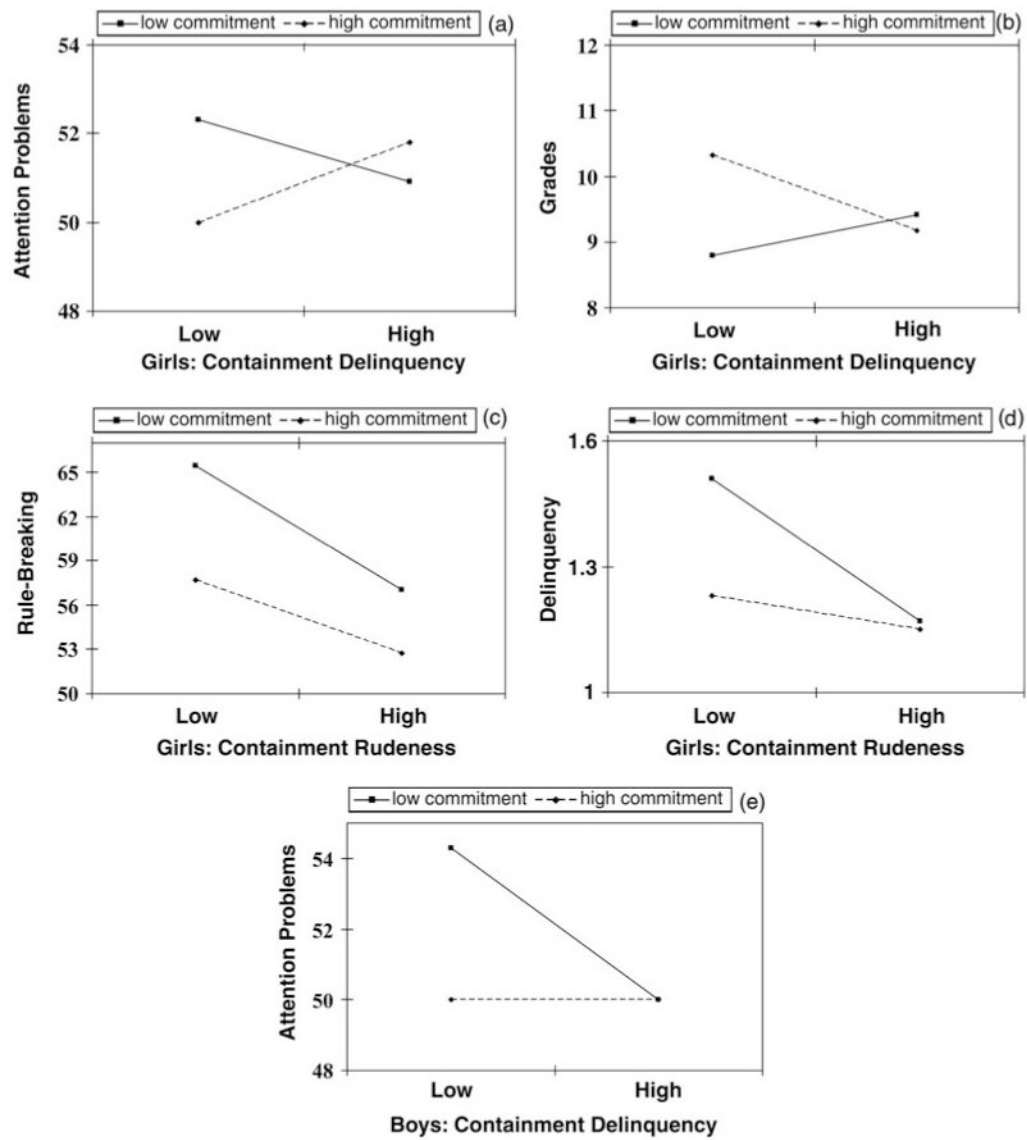 low commitment high commitment (a)
54
52
50
48
Attention Problems
Low High
Girls: Containment Delinquency
low commitment high commitment (b)
12
11
10
9
8
Grades
Low High
Girls: Containment Delinquency
low commitment high commitment (c)
65
62
59
56
53
50
Rule-Breaking
Low High
Girls: Containment Rudeness
low commitment high commitment (d)
1.6
1.3
1
Delinquency
Low High
Girls: Containment Rudeness
low commitment high commitment (e)
54
52
50
48
Attention Problems
Low High
Boys: Containment Delinquency